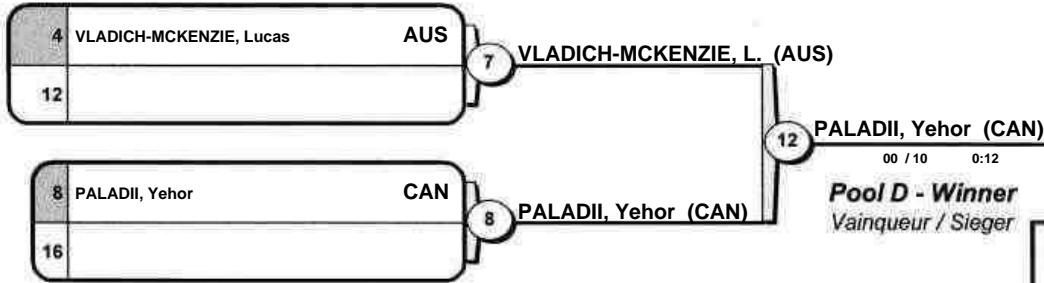 4 VLADICH-MCKENZIE, Lucas AUS
7 VLADICH-MCKENZIE, L. (AUS)
12
12 PALADII, Yehor (CAN)
00 / 10 0:12
8 PALADII, Yehor CAN
Pool D - Winner
8 PALADII, Yehor (CAN)
Vainqueur / Sieger
16